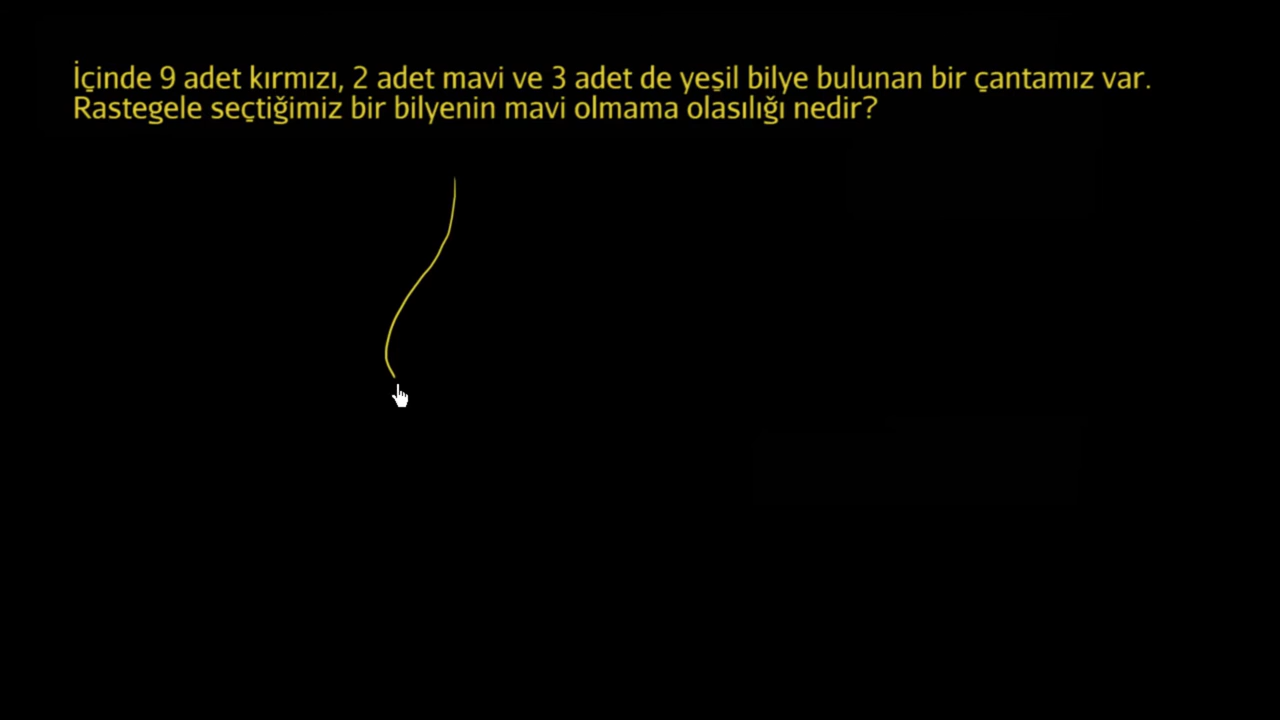 İçinde 9 adet kırmızı, 2 adet mavi ve 3 adet de yeşil bilye bulunan bir çantamız var.
Rastegele seçtiğimiz bir bilyenin mavi olmama olasılığı nedir?